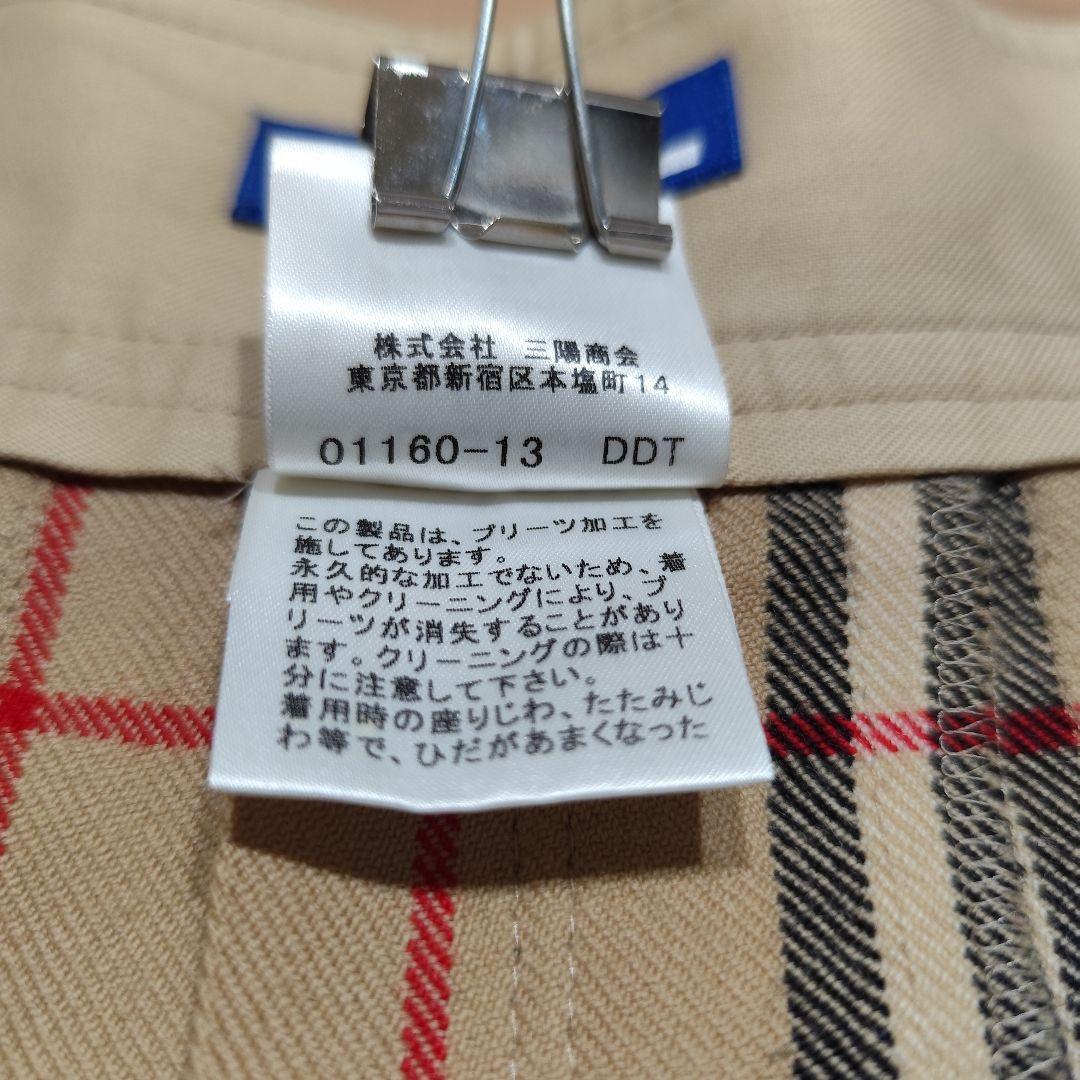 株式会社 三陽商会
東京都新宿区本塩町14
01160-13 DDT
この製品は、プリーツ加工を
施してあります。
永久的な加工でないため、着
用やクリーニングにより、プ
リーツが消失することがあり
ます。クリーニングの際は十
分に注意して下さい。
着用時の座りじわ、たたみじ
わ等で、ひだがあまくなった